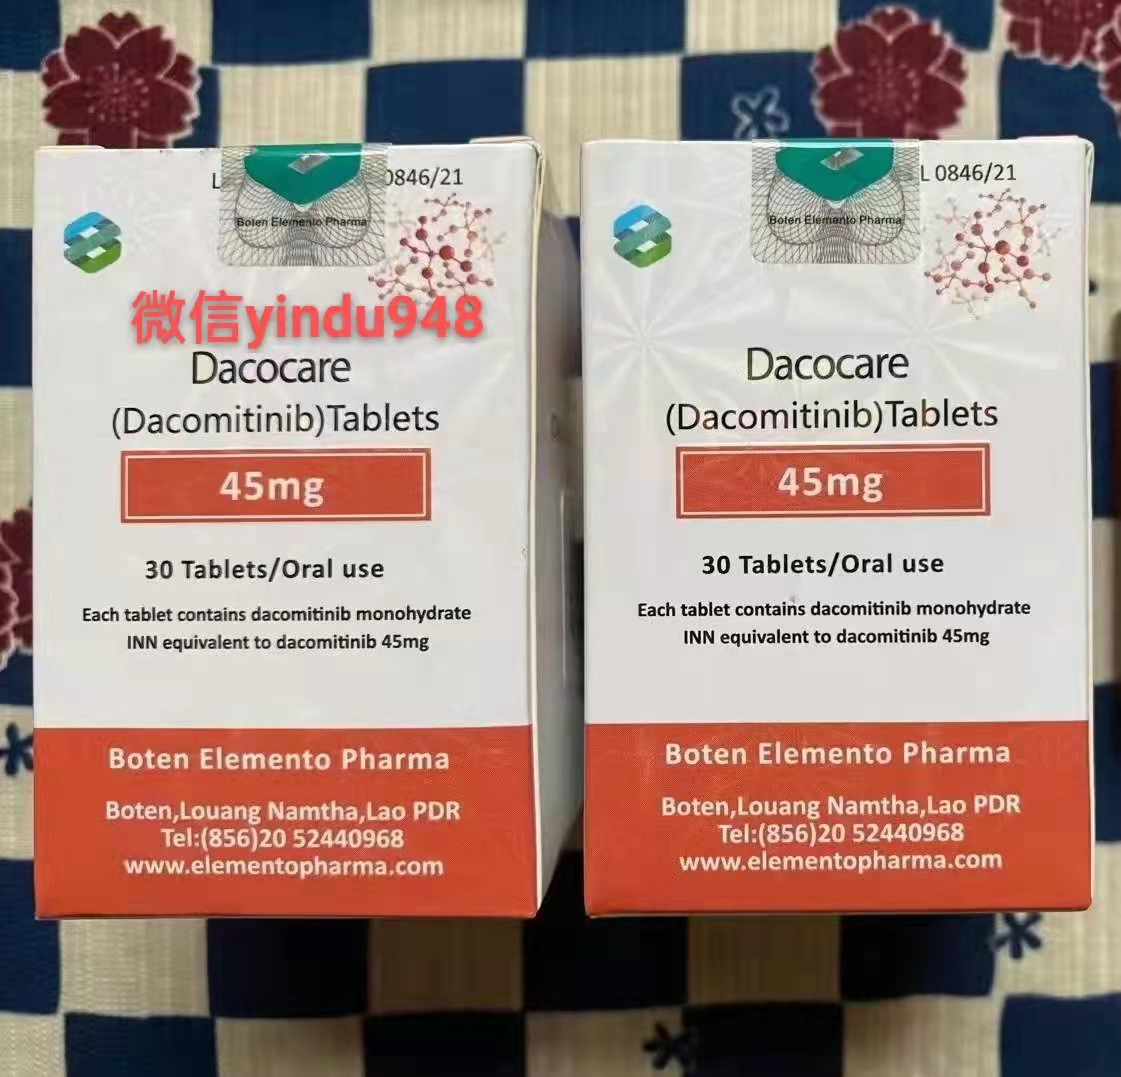 0846/21
Boten Elemento Pharma
微信yindu948
Dacocare
(Dacomitinib)Tablets
45mg
30 Tablets/Oral use
Each tablet contains dacomitinib monohydrate
INN equivalent to dacomitinib 45mg
Boten Elemento Pharma
Boten,Louang Namtha,Lao PDR
Tel:(856)20 52440968
www.elementopharma.com
L 0846/21
Boten Elemento Pharma
Dacocare
(Dacomitinib)Tablets
45mg
30 Tablets/Oral use
Each tablet contains dacomitinib monohydrate
INN equivalent to dacomitinib 45mg
Boten Elemento Pharma
Boten,Louang Namtha,Lao PDR
Tel:(856)20 52440968
www.elementopharma.com